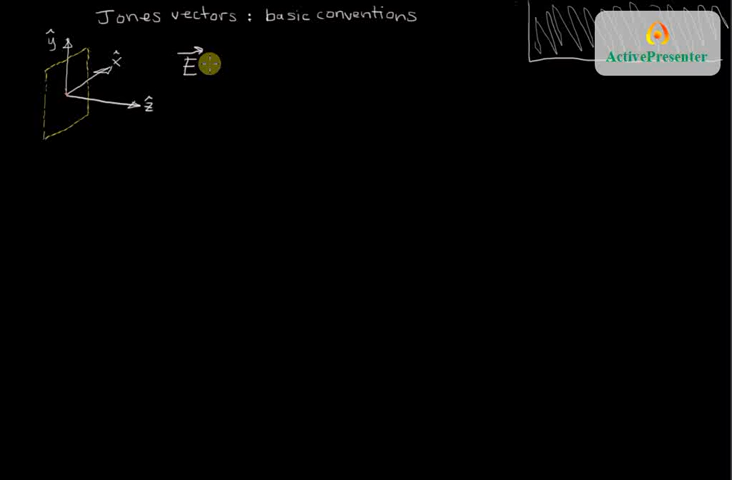 Jones vectors : basic conventions
ActivePresenter
ŷ
x̂
ẑ
E⃗